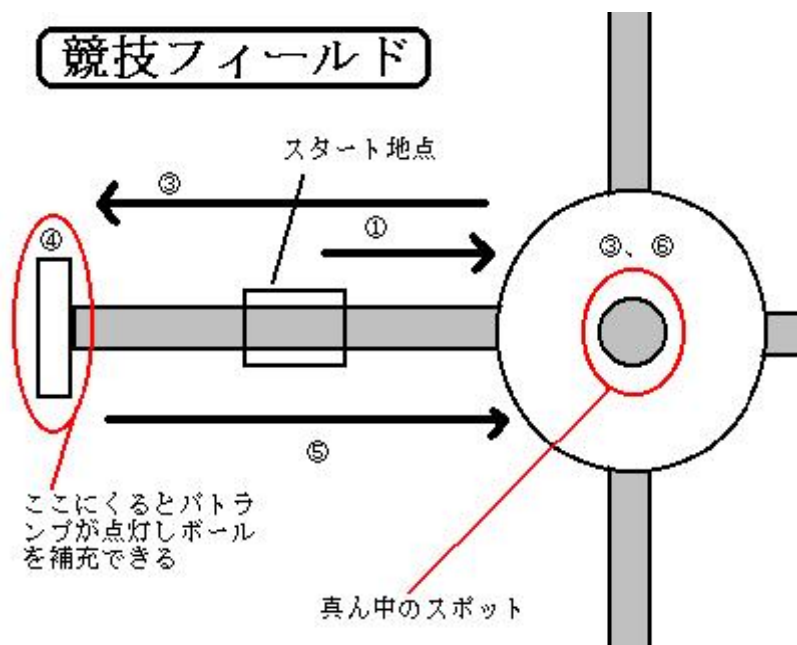 競技フィールド
スタート地点
③
①
④
③、⑥
⑤
ここにくるとパトラ
ンプが点灯しボール
を補充できる
真ん中のスポット